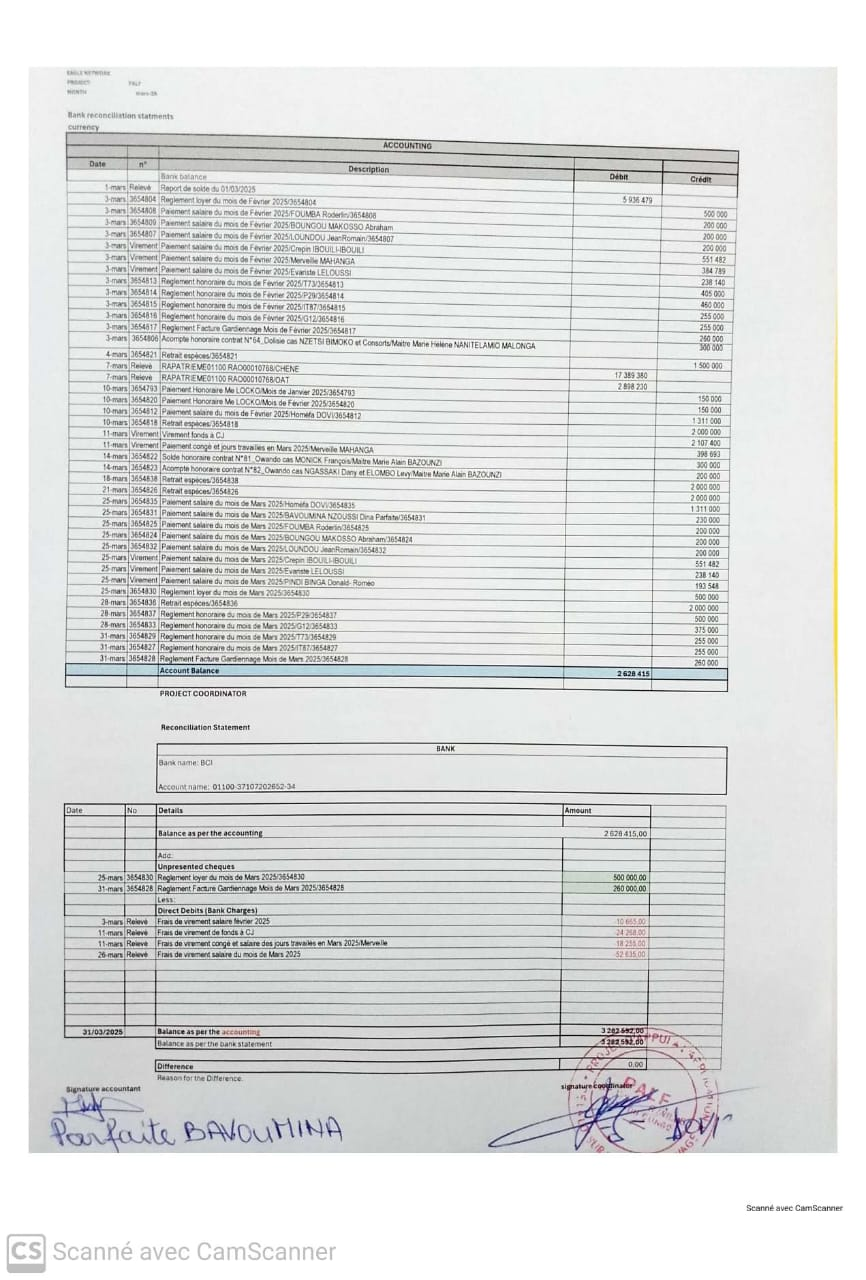 EAGLE NETWORK
PROJECT PALF
MONTH mars-25
Bank reconciliation statments
currency
ACCOUNTING
Date n° Description Débit Crédit
Bank balance
1-mars Relevé Report de solde du 01/03/2025 5 936 479
3-mars 3654804 Reglement loyer du mois de Février 2025/3654804 500 000
3-mars 3654808 Paiement salaire du mois de Février 2025/FOUMBA Roderlin/3654808 200 000
3-mars 3654809 Paiement salaire du mois de Février 2025/BOUNGOU MAKOSSO Abraham 200 000
3-mars 3654807 Paiement salaire du mois de Février 2025/LOUNDOU JeanRomain/3654807 200 000
3-mars Virement Paiement salaire du mois de Février 2025/Crepin IBOUILI-IBOUILI 551 482
3-mars Virement Paiement salaire du mois de Février 2025/Merveille MAHANGA 384 789
3-mars Virement Paiement salaire du mois de Février 2025/Evariste LELOUSSI 238 140
3-mars 3654813 Reglement honoraire du mois de Février 2025/T73/3654813 405 000
3-mars 3654814 Reglement honoraire du mois de Février 2025/P29/3654814 460 000
3-mars 3654815 Reglement honoraire du mois de Février 2025/IT87/3654815 255 000
3-mars 3654816 Reglement honoraire du mois de Février 2025/G12/3654816 255 000
3-mars 3654817 Reglement Facture Gardiennage Mois de Février 2025/3654817 260 000
3-mars 3654806 Acompte honoraire contrat N°64_Dolisie cas NZETSI BIMOKO et Consorts/Maitre Marie Hélène NANITELAMIO MALONGA 300 000
4-mars 3654821 Retrait espèces/3654821 1 500 000
7-mars Relevé RAPATRIEME01100 RAO00010768/CHENE 17 389 380
7-mars Relevé RAPATRIEME01100 RAO00010768/OAT 2 898 230
10-mars 3654793 Paiement Honoraire Me LOCKO/Mois de Janvier 2025/3654793 150 000
10-mars 3654820 Paiement Honoraire Me LOCKO/Mois de Février 2025/3654820 150 000
10-mars 3654812 Paiement salaire du mois de Février 2025/Homéfa DOVI/3654812 1 311 000
10-mars 3654818 Retrait espèces/3654818 2 000 000
11-mars Virement Virement fonds à CJ 2 107 400
11-mars Virement Paiement congé et jours travaillés en Mars 2025/Merveille MAHANGA 398 693
14-mars 3654822 Solde honoraire contrat N°81_Owando cas MONICK François/Maitre Marie Alain BAZOUNZI 300 000
14-mars 3654823 Acompte honoraire contrat N°82_Owando cas NGASSAKI Dany et ELOMBO Levy/Maitre Marie Alain BAZOUNZI 200 000
18-mars 3654838 Retrait espèces/3654838 2 000 000
21-mars 3654826 Retrait espèces/3654826 2 000 000
25-mars 3654835 Paiement salaire du mois de Mars 2025/Homéfa DOVI/3654835 1 311 000
25-mars 3654831 Paiement salaire du mois de Mars 2025/BAVOUMINA NZOUSSI Dina Parfaite/3654831 230 000
25-mars 3654825 Paiement salaire du mois de Mars 2025/FOUMBA Roderlin/3654825 200 000
25-mars 3654824 Paiement salaire du mois de Mars 2025/BOUNGOU MAKOSSO Abraham/3654824 200 000
25-mars 3654832 Paiement salaire du mois de Mars 2025/LOUNDOU JeanRomain/3654832 200 000
25-mars Virement Paiement salaire du mois de Mars 2025/Crepin IBOUILI-IBOUILI 551 482
25-mars Virement Paiement salaire du mois de Mars 2025/Evariste LELOUSSI 238 140
25-mars Virement Paiement salaire du mois de Mars 2025/PINDI BINGA Donald- Roméo 193 548
25-mars 3654830 Reglement loyer du mois de Mars 2025/3654830 500 000
28-mars 3654836 Retrait espèces/3654836 2 000 000
28-mars 3654837 Reglement honoraire du mois de Mars 2025/P29/3654837 500 000
28-mars 3654833 Reglement honoraire du mois de Mars 2025/G12/3654833 375 000
31-mars 3654829 Reglement honoraire du mois de Mars 2025/T73/3654829 255 000
31-mars 3654827 Reglement honoraire du mois de Mars 2025/IT87/3654827 255 000
31-mars 3654828 Reglement Facture Gardiennage Mois de Mars 2025/3654828 260 000
Account Balance 2 628 415
PROJECT COORDINATOR
Reconciliation Statement
BANK
Bank name: BCI
Account name: 01100-37107202652-34
Date No Details Amount
Balance as per the accounting 2 628 415,00
Add:
Unpresented cheques
25-mars 3654830 Reglement loyer du mois de Mars 2025/3654830 500 000,00
31-mars 3654828 Reglement Facture Gardiennage Mois de Mars 2025/3654828 260 000,00
Less:
Direct Debits (Bank Charges)
3-mars Relevé Frais de virement salaire février 2025 -10 665,00
11-mars Relevé Frais de virement de fonds à CJ -24 268,00
11-mars Relevé Frais de virement congé et salaire des jours travaillés en Mars 2025/Merveille -18 255,00
26-mars Relevé Frais de virement salaire du mois de Mars 2025 -52 635,00
31/03/2025 Balance as per the accounting 3 282 592,00
Balance as per the bank statement 3 282 592,00
Difference 0,00
Reason for the Difference.
Signature accountant signature coordinator
Parfaite BAVOUMINA
PALF
DOVI
Scanné avec CamScanner
CS Scanné avec CamScanner